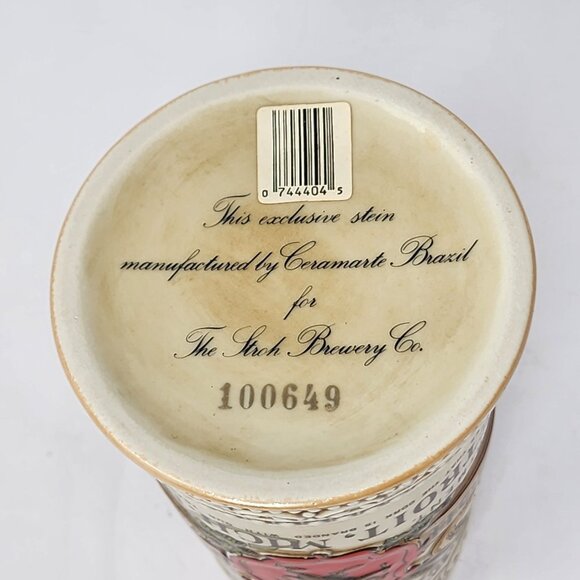 0 744404 5
This exclusive stein
manufactured by Ceramarte Brazil
for
The Stroh Brewery Co.
100649